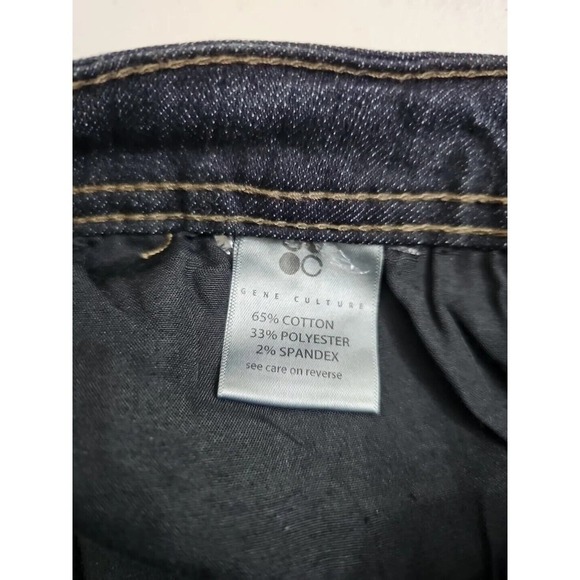 GENE CULTURE
65% COTTON
33% POLYESTER
2% SPANDEX
see care on reverse